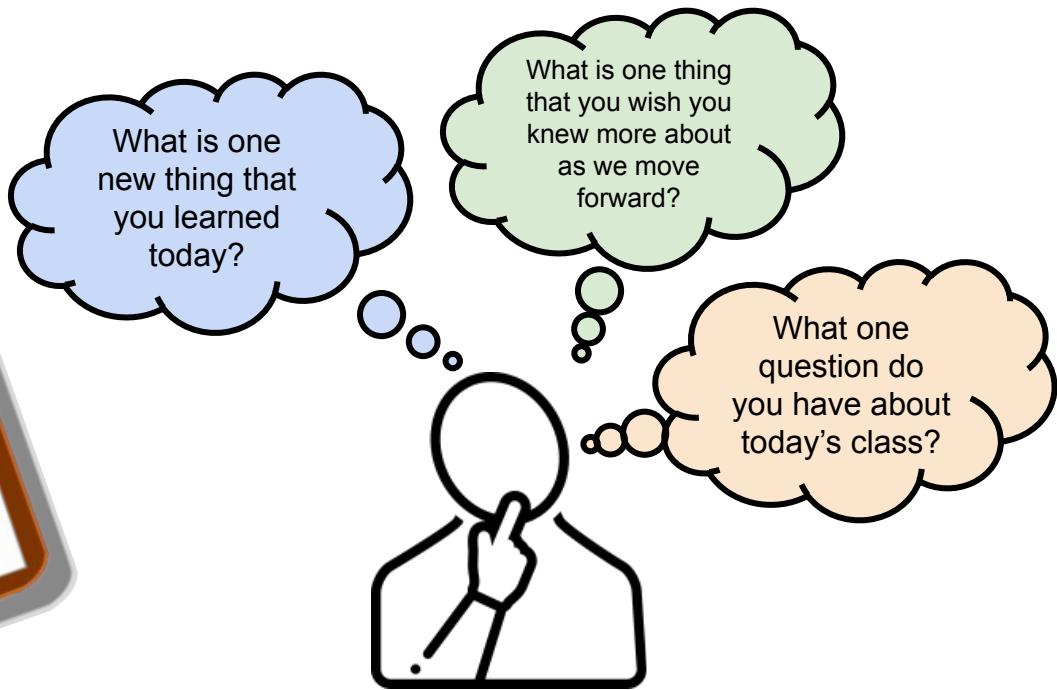 What is one
new thing that
you learned
today?
What is one thing
that you wish you
knew more about
as we move
forward?
What one
question do
you have about
today's class?